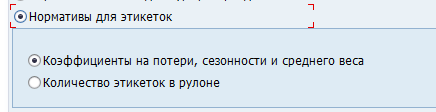 Нормативы для этикеток
Коэффициенты на потери, сезонности и среднего веса
Количество этикеток в рулоне